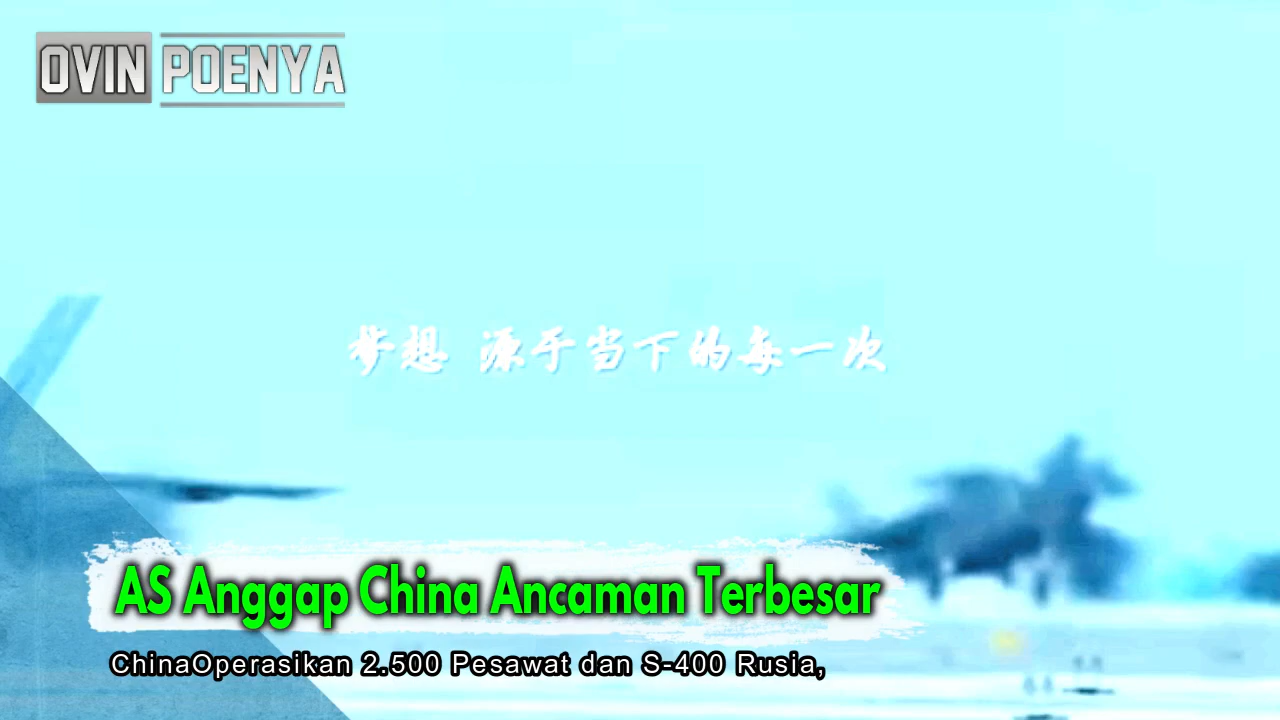 OVIN POENYA
梦想 源于当下的每一次
AS Anggap China Ancaman Terbesar
ChinaOperasikan 2.500 Pesawat dan S-400 Rusia,